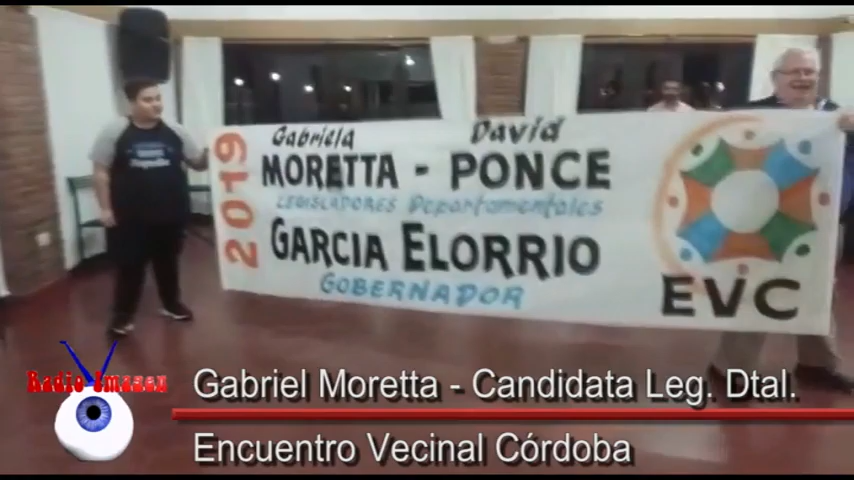 Gabriela David
MORETTA - PONCE
LEGISLADORES Departamentales
GARCIA ELORRIO
GOBERNADOR
2019
EVC
Radio Imagen
Gabriel Moretta - Candidata Leg. Dtal.
Encuentro Vecinal Córdoba